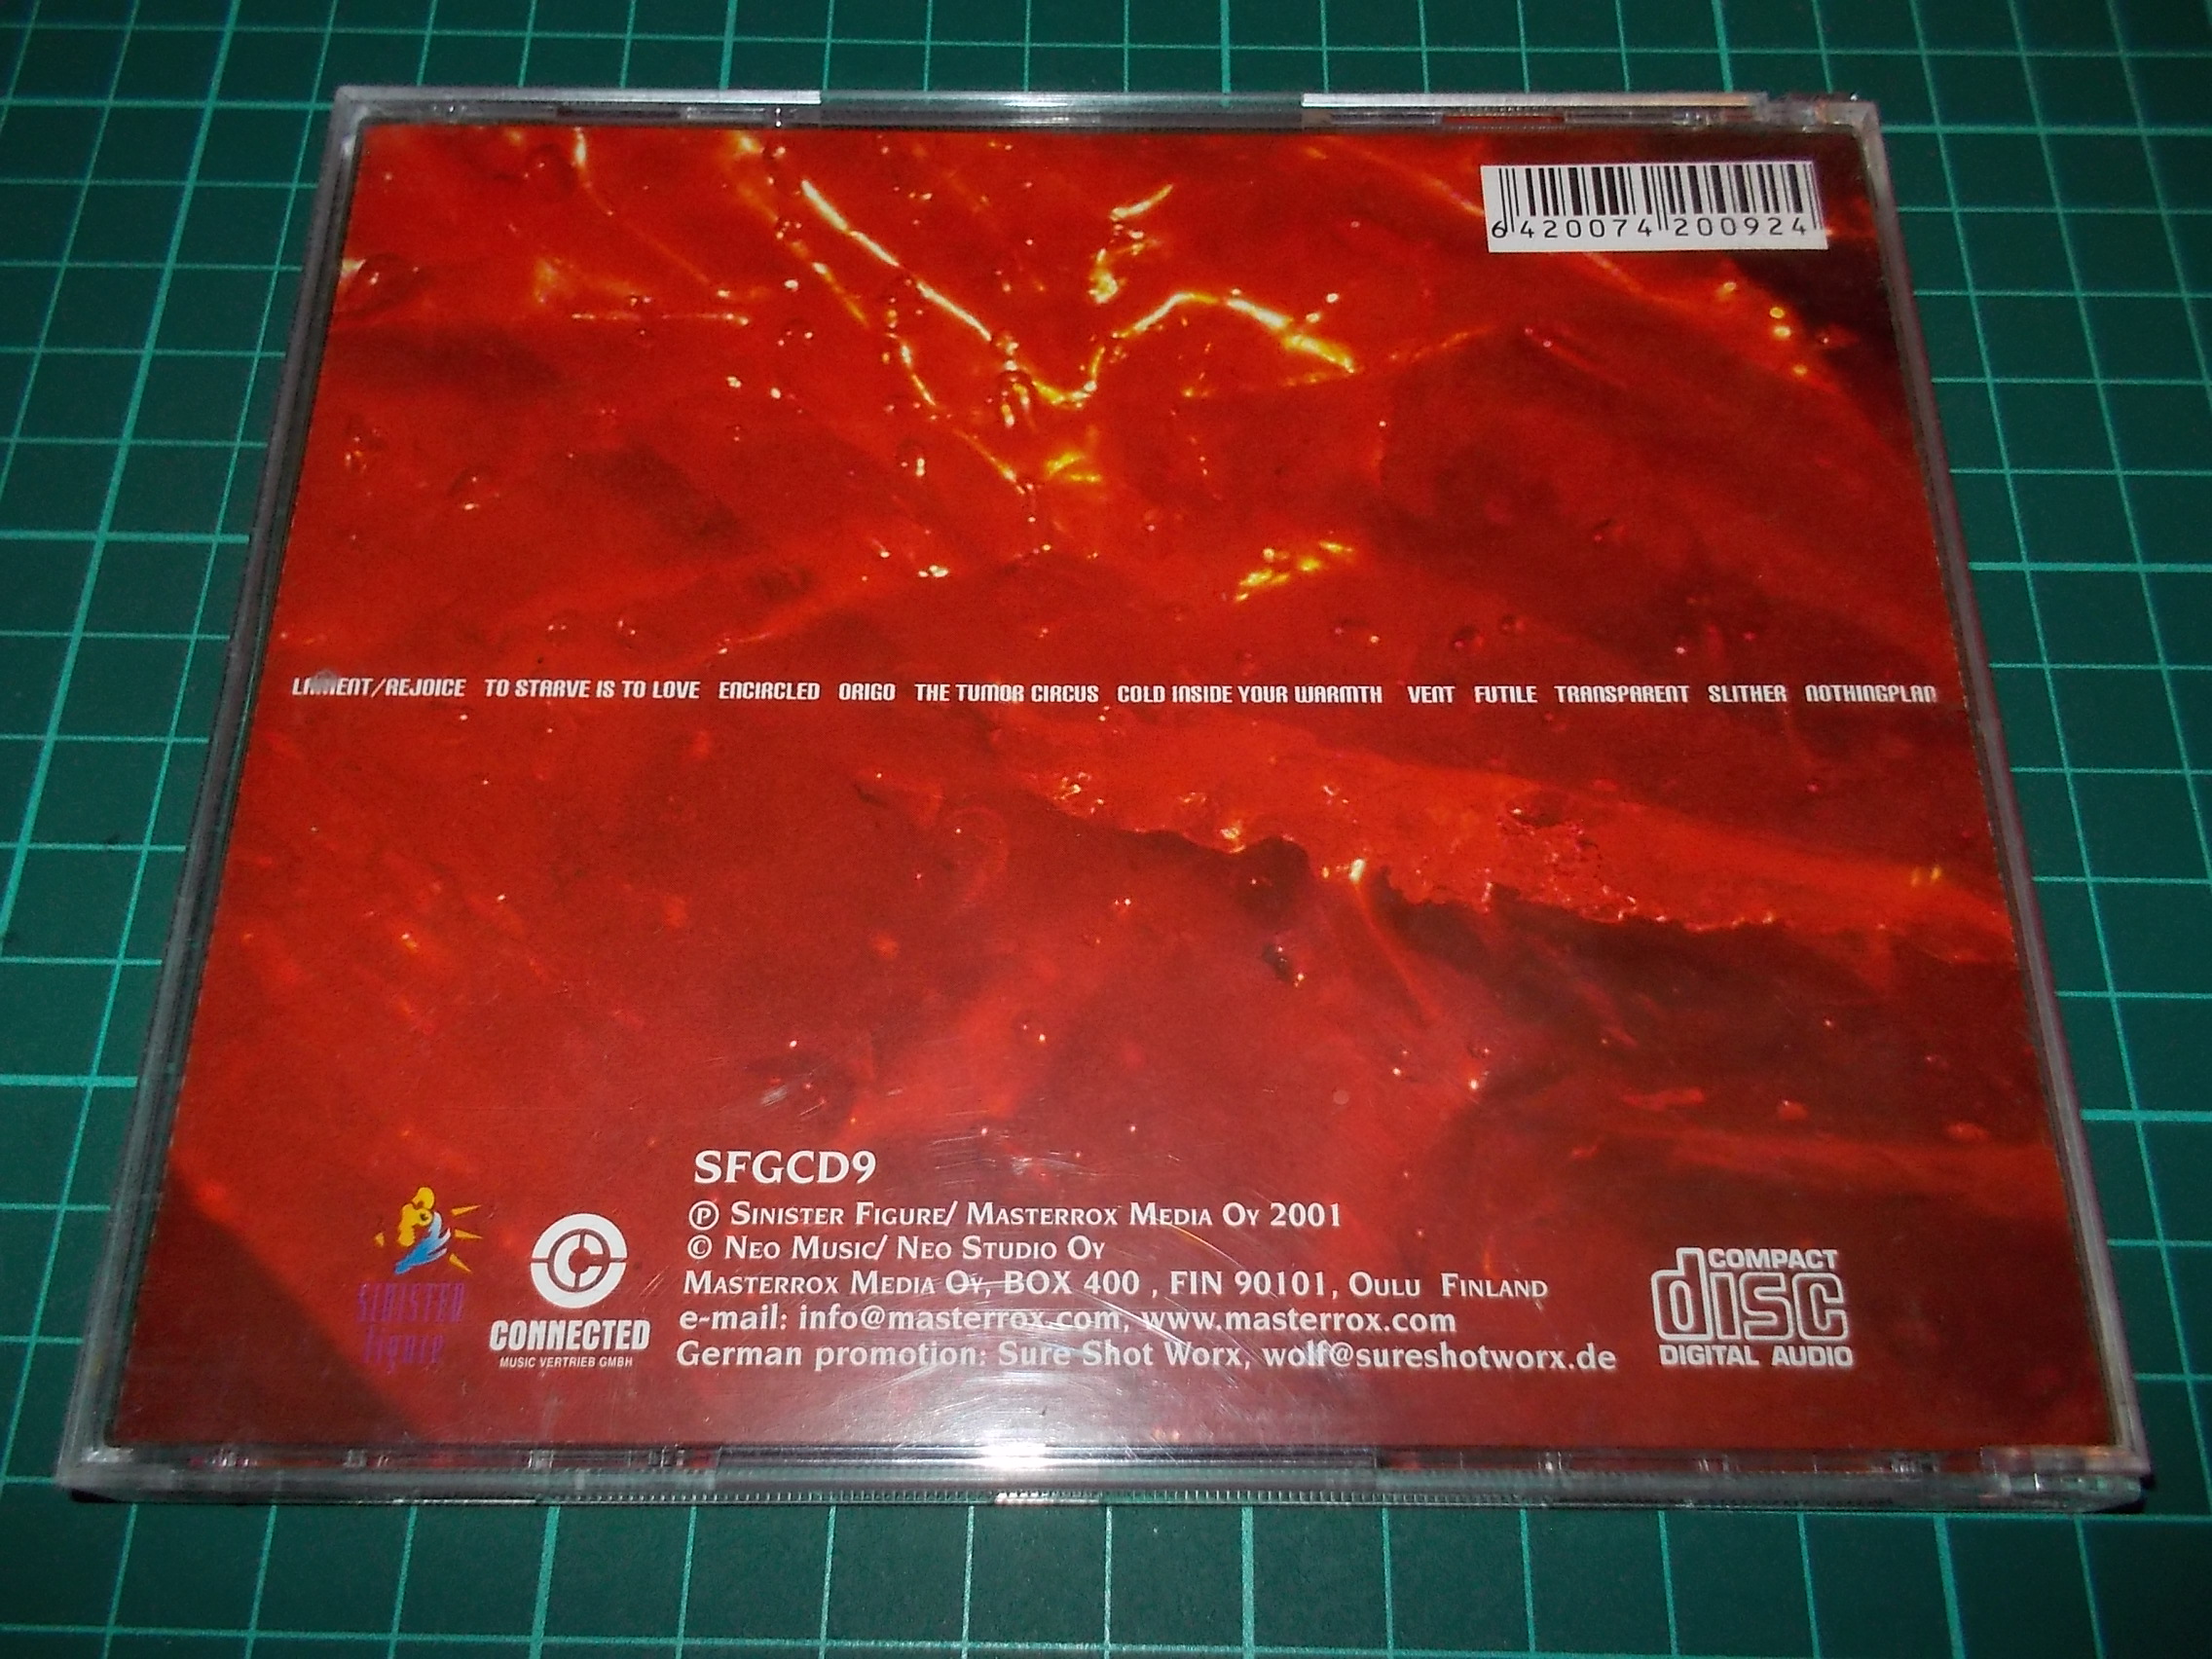 6 420074 200924
LAMENT/REJOICE TO STARVE IS TO LOVE ENCIRCLED ORIGO THE TUMOR CIRCUS COLD INSIDE YOUR WARMTH VENT FUTILE TRANSPARENT SLITHER NOTHINGPLAN
SFGCD9
℗ SINISTER FIGURE/ MASTERROX MEDIA OY 2001
© NEO MUSIC/ NEO STUDIO OY
MASTERROX MEDIA OY, BOX 400 , FIN 90101, OULU FINLAND
e-mail: info@masterrox.com, www.masterrox.com
German promotion: Sure Shot Worx, wolf@sureshotworx.de
SINISTER
figure
C
CONNECTED
MUSIC VERTRIEB GMBH
COMPACT
disc
DIGITAL AUDIO